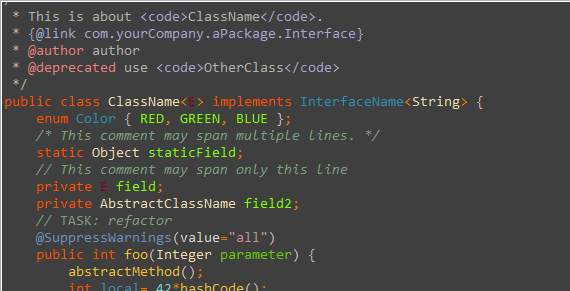 * This is about <code>ClassName</code>.
* {@link com.yourCompany.aPackage.Interface}
* @author author
* @deprecated use <code>OtherClass</code>
*/
public class ClassName<E> implements InterfaceName<String> {
enum Color { RED, GREEN, BLUE };
/* This comment may span multiple lines. */
static Object staticField;
// This comment may span only this line
private E field;
private AbstractClassName field2;
// TASK: refactor
@SuppressWarnings(value="all")
public int foo(Integer parameter) {
abstractMethod();
int local= 42*hashCode();